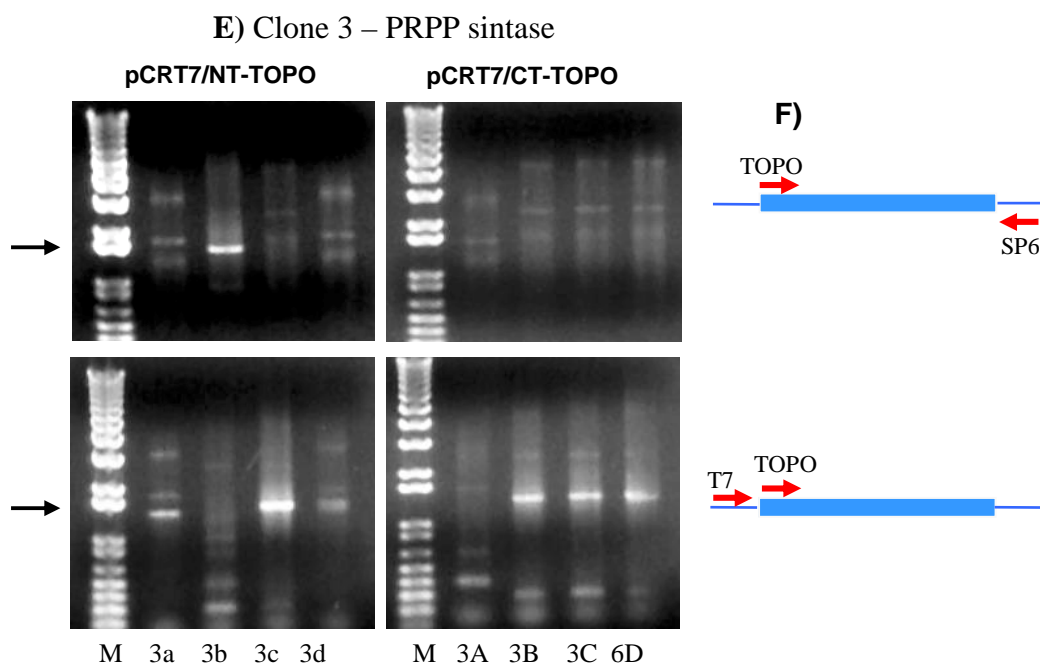 E) Clone 3 – PRPP sintase
pCRT7/NT-TOPO
pCRT7/CT-TOPO
F)
TOPO
SP6
T7
TOPO
M 3a 3b 3c 3d
M 3A 3B 3C 6D